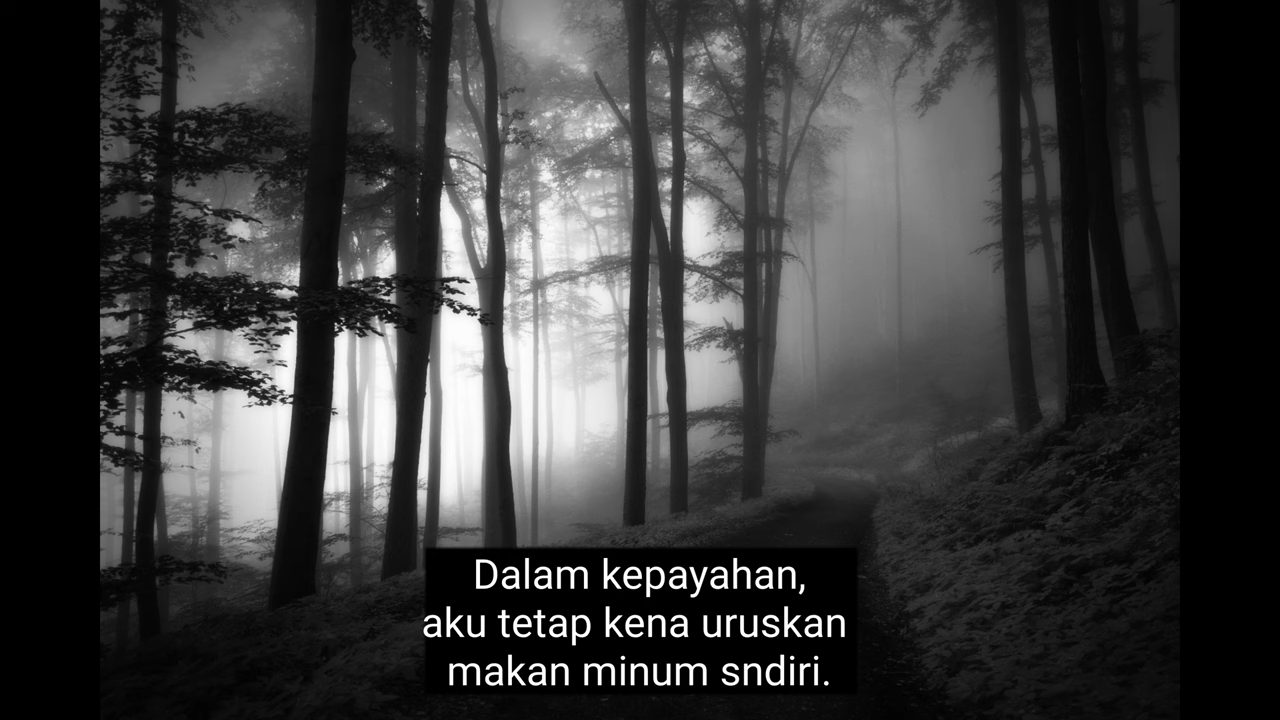 Dalam kepayahan,
aku tetap kena uruskan
makan minum sndiri.